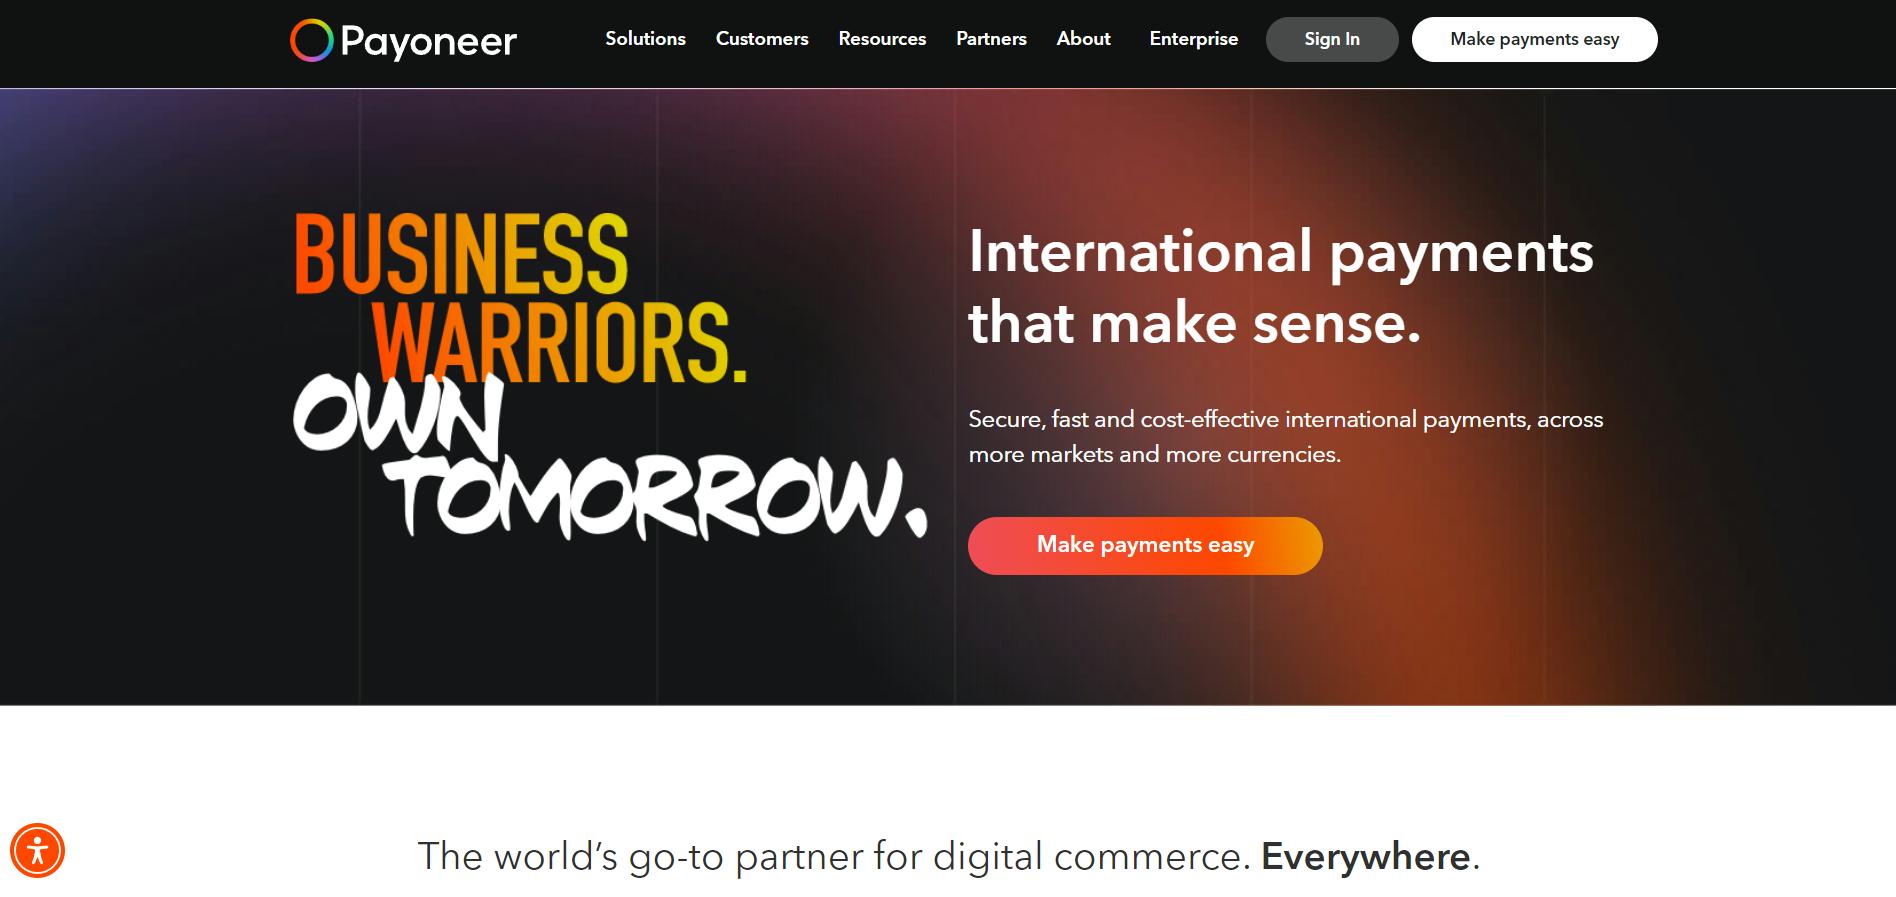 Payoneer
Solutions Customers Resources Partners About Enterprise Sign In Make payments easy
BUSINESS
WARRIORS.
OWN
TOMORROW.
International payments
that make sense.
Secure, fast and cost-effective international payments, across
more markets and more currencies.
Make payments easy
The world’s go-to partner for digital commerce. Everywhere.